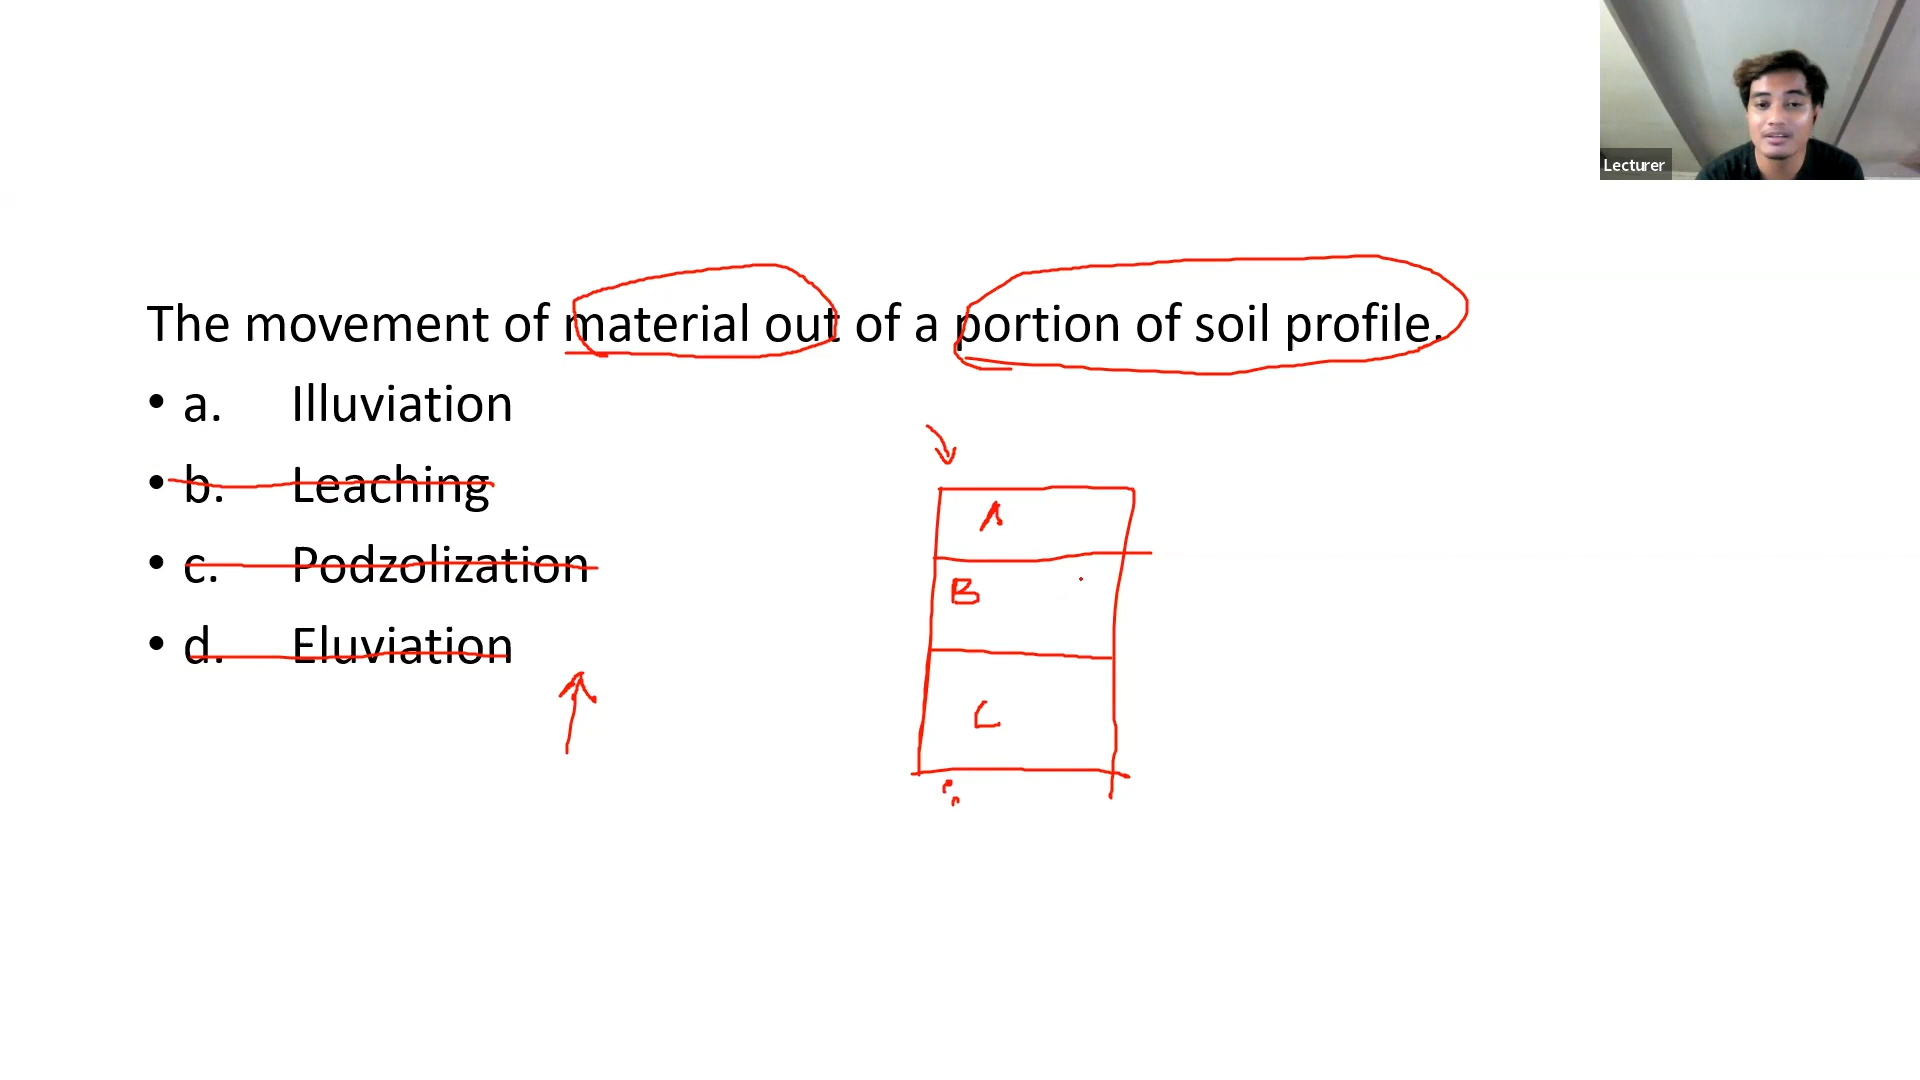 Lecturer
The movement of material out of a portion of soil profile.
• a. Illuviation
• b. Leaching
• c. Podzolization
• d. Eluviation
A
B
C